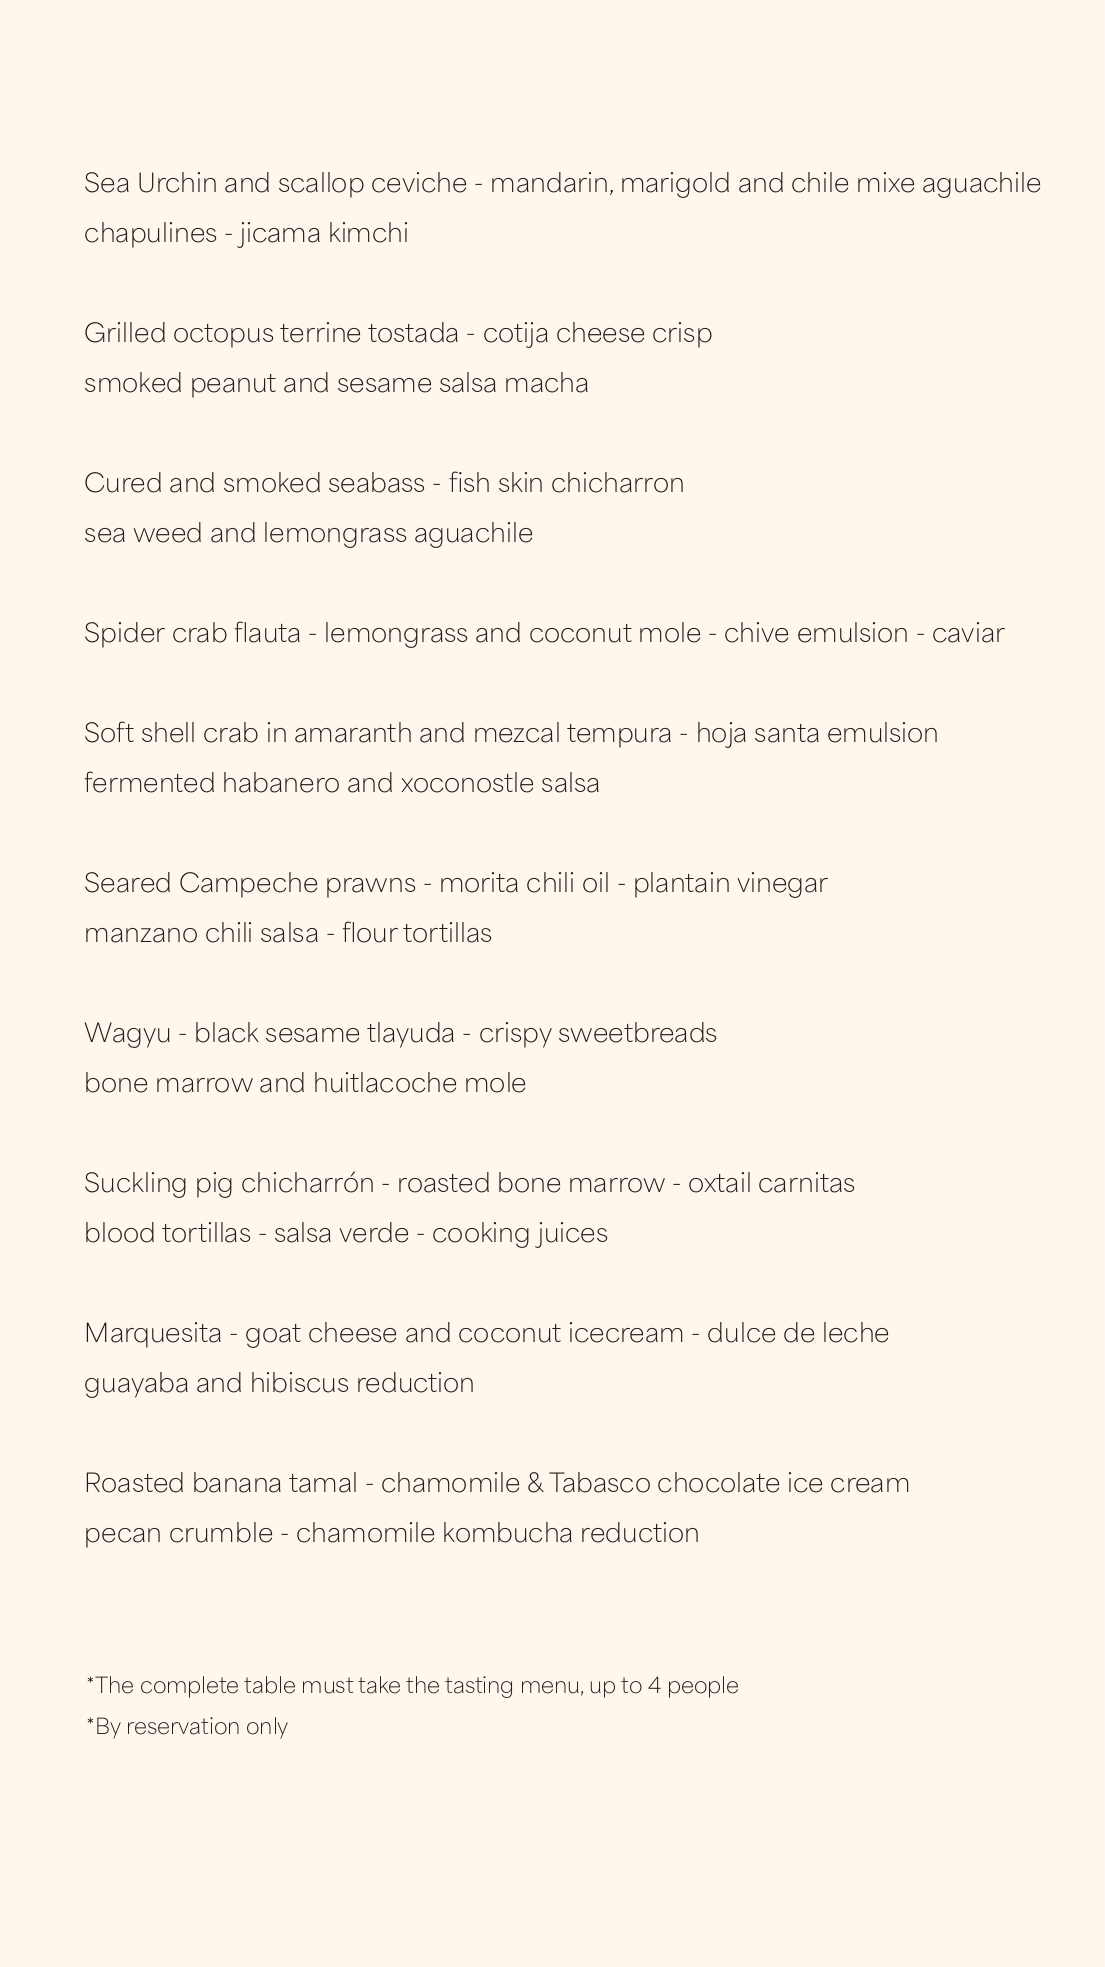 Sea Urchin and scallop ceviche - mandarin, marigold and chile mixe aguachile
chapulines - jicama kimchi
Grilled octopus terrine tostada - cotija cheese crisp
smoked peanut and sesame salsa macha
Cured and smoked seabass - fish skin chicharron
sea weed and lemongrass aguachile
Spider crab flauta - lemongrass and coconut mole - chive emulsion - caviar
Soft shell crab in amaranth and mezcal tempura - hoja santa emulsion
fermented habanero and xoconostle salsa
Seared Campeche prawns - morita chili oil - plantain vinegar
manzano chili salsa - flour tortillas
Wagyu - black sesame tlayuda - crispy sweetbreads
bone marrow and huitlacoche mole
Suckling pig chicharrón - roasted bone marrow - oxtail carnitas
blood tortillas - salsa verde - cooking juices
Marquesita - goat cheese and coconut icecream - dulce de leche
guayaba and hibiscus reduction
Roasted banana tamal - chamomile & Tabasco chocolate ice cream
pecan crumble - chamomile kombucha reduction
*The complete table must take the tasting menu, up to 4 people
*By reservation only